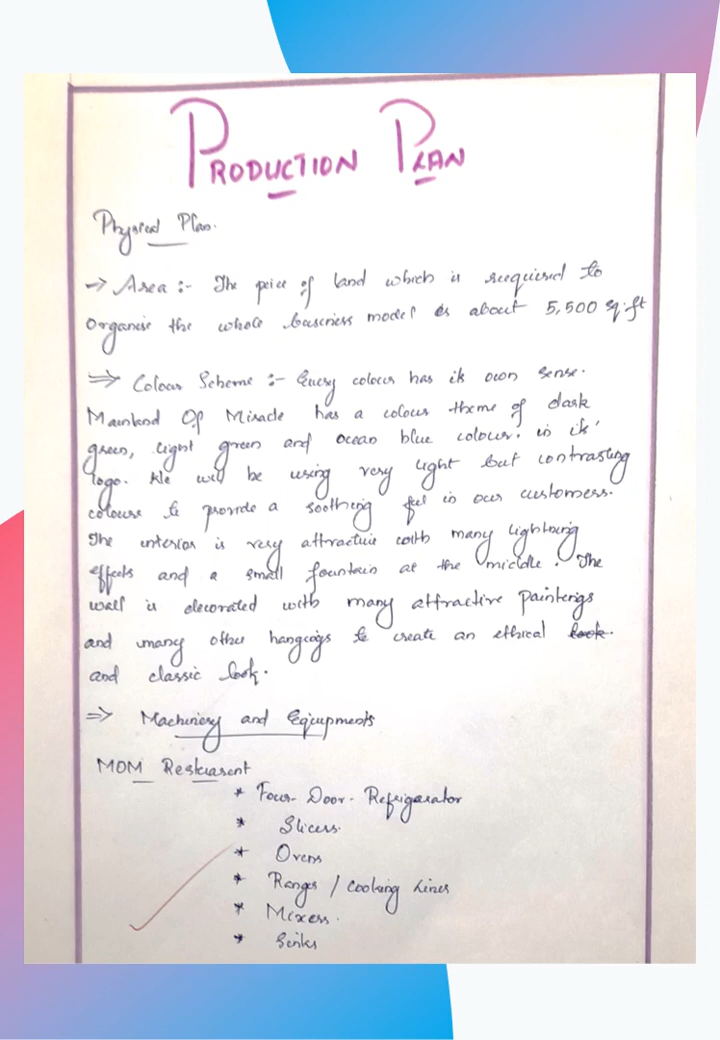 PRODUCTION PLAN
Physical Plan.
→ Area :- The peice of land which is required to
Organise the whole business model is about 5,500 sq.ft
⇒ Colour Scheme :- Every colour has its own sense.
Mainland Of Miracle has a colour theme of dark
green, light green and ocean blue colour. in its'
logo. We will be using very light but contrasting
colours to provide a soothing feel in our customers.
The interior is very attractive with many lightning
effects and a small fountain at the middle. The
wall is decorated with many attractive paintings
and many other hangings to create an ethical look.
and classic look.
⇒ Machinery and Equipments
MOM Restaurant
* Four-Door-Refrigarator
* Slicers.
* Ovens
* Ranges / Cooking Lines
* Mixers.
* Sinks